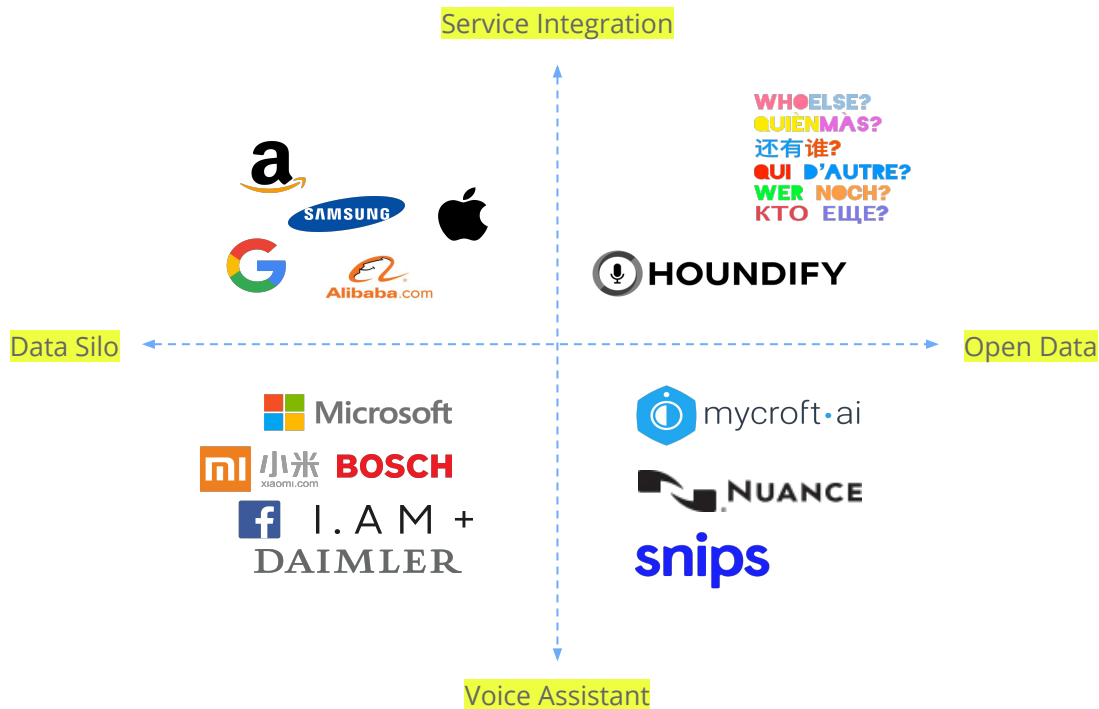 Service Integration
WHOELSE?
QUIÈNMÀS?
还有谁?
QUI D'AUTRE?
WER NOCH?
КТО ЕЩЕ?
a
SAMSUNG
G
Alibaba.com
HOUNDIFY
Data Silo
Open Data
Microsoft
mycroft•ai
mi 小米 BOSCH
xiaomi.com
NUANCE
f I.AM+
DAIMLER
snips
Voice Assistant